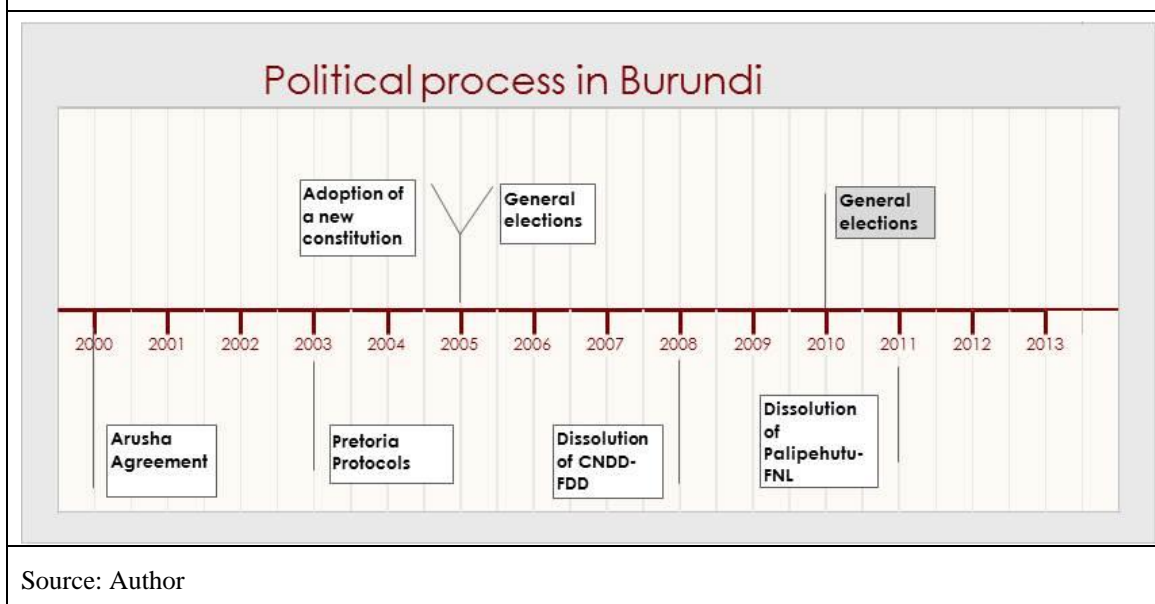 Political process in Burundi
Adoption of
a new
constitution
General
elections
General
elections
2000 2001 2002 2003 2004 2005 2006 2007 2008 2009 2010 2011 2012 2013
Arusha
Agreement
Pretoria
Protocols
Dissolution
of CNDD-
FDD
Dissolution
of
Palipehutu-
FNL
Source: Author